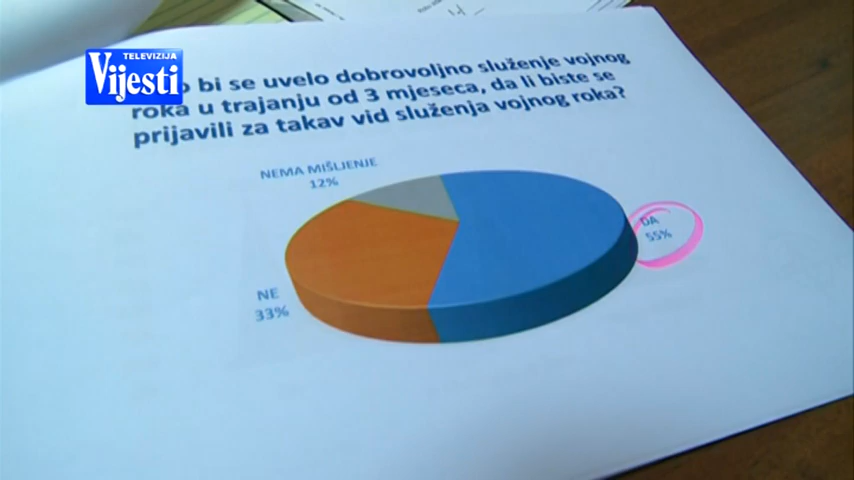 TELEVIZIJA
Vijesti
bi se uvelo dobrovoljno služenje vojnog
roka u trajanju od 3 mjeseca, da li biste se
prijavili za takav vid služenja vojnog roka?
NEMA MIŠLJENJE
12%
DA
55%
NE
33%